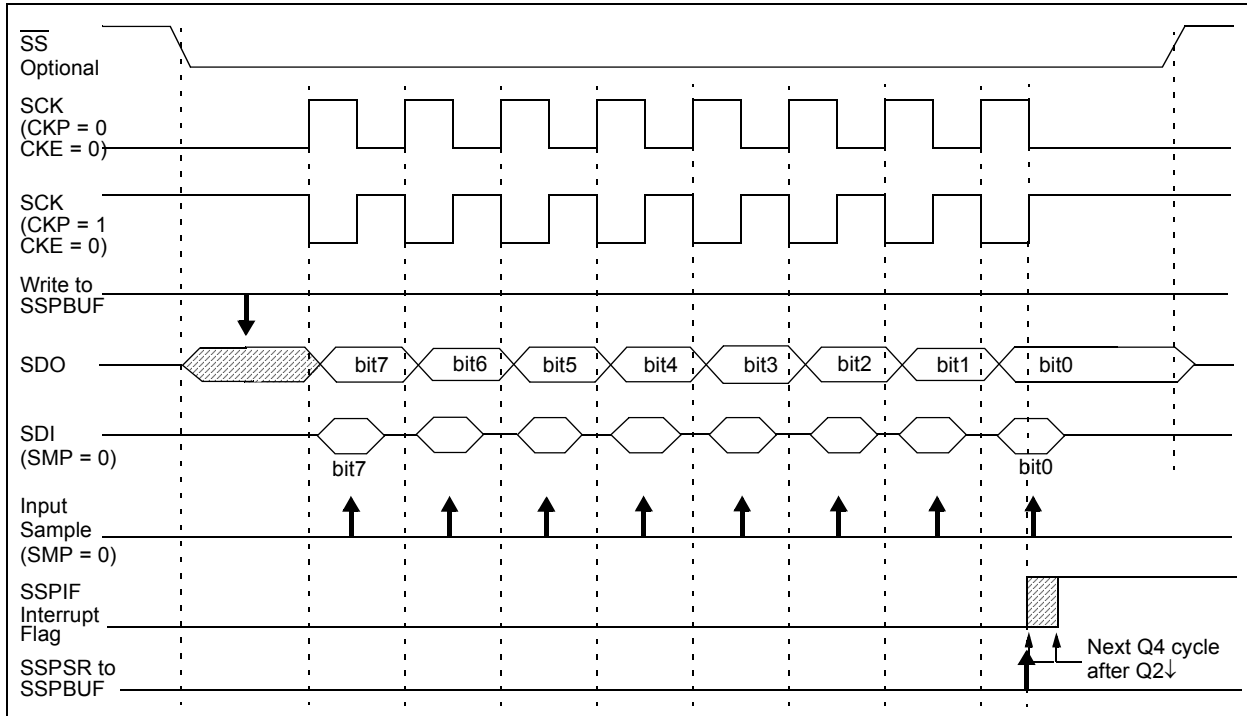 SS
Optional
SCK
(CKP = 0
CKE = 0)
SCK
(CKP = 1
CKE = 0)
Write to
SSPBUF
SDO
bit7 bit6 bit5 bit4 bit3 bit2 bit1 bit0
SDI
(SMP = 0)
bit7 bit0
Input
Sample
(SMP = 0)
SSPIF
Interrupt
Flag
Next Q4 cycle
after Q2↓
SSPSR to
SSPBUF